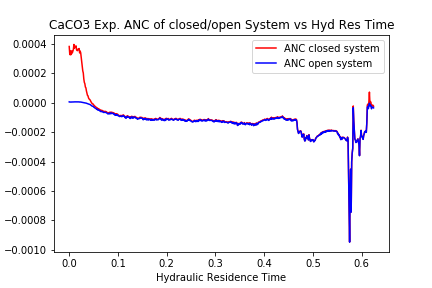 CaCO3 Exp. ANC of closed/open System vs Hyd Res Time
ANC closed system
ANC open system
0.0004
0.0002
0.0000
−0.0002
−0.0004
−0.0006
−0.0008
−0.0010
0.0 0.1 0.2 0.3 0.4 0.5 0.6
Hydraulic Residence Time